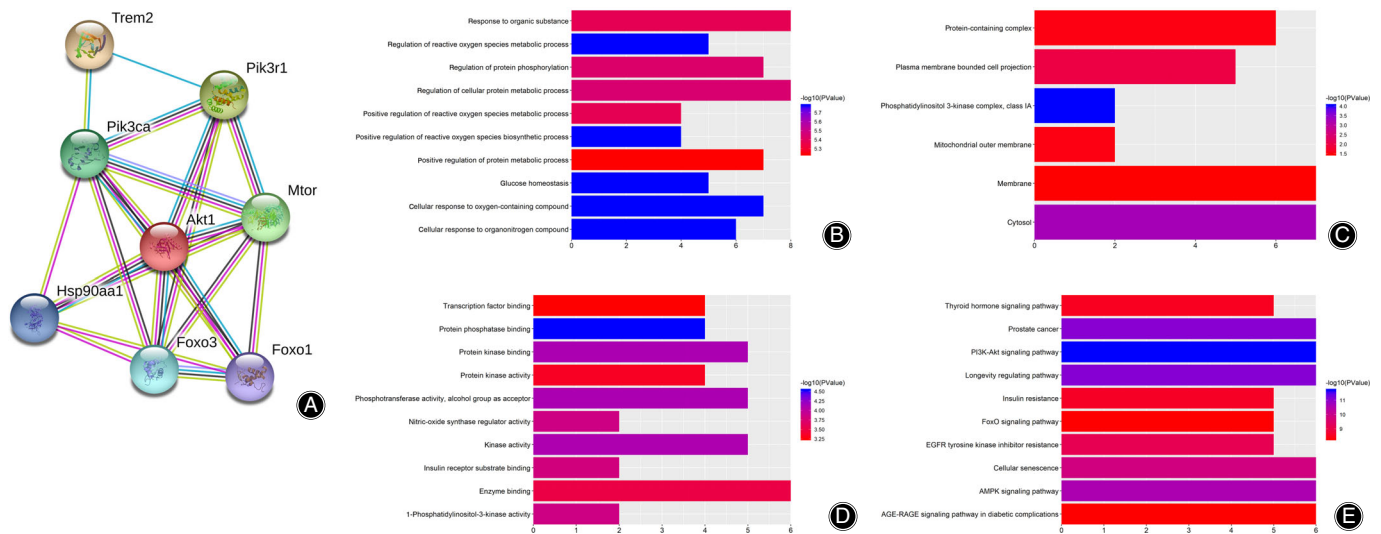 Trem2
Pik3r1
Pik3ca
Mtor
Akt1
Hsp90aa1
Foxo3
Foxo1
A
Response to organic substance
Regulation of reactive oxygen species metabolic process
Regulation of protein phosphorylation
Regulation of cellular protein metabolic process
Positive regulation of reactive oxygen species metabolic process
Positive regulation of reactive oxygen species biosynthetic process
Positive regulation of protein metabolic process
Glucose homeostasis
Cellular response to oxygen-containing compound
Cellular response to organonitrogen compound
0 2 4 6 8
-log10(PValue)
5.7
5.6
5.5
5.4
5.3
B
Protein-containing complex
Plasma membrane bounded cell projection
Phosphatidylinositol 3-kinase complex, class IA
Mitochondrial outer membrane
Membrane
Cytosol
0 2 4 6
-log10(PValue)
4.0
3.5
3.0
2.5
2.0
1.5
C
Transcription factor binding
Protein phosphatase binding
Protein kinase binding
Protein kinase activity
Phosphotransferase activity, alcohol group as acceptor
Nitric-oxide synthase regulator activity
Kinase activity
Insulin receptor substrate binding
Enzyme binding
1-Phosphatidylinositol-3-kinase activity
0 1 2 3 4 5 6
-log10(PValue)
4.50
4.25
4.00
3.75
3.50
3.25
D
Thyroid hormone signaling pathway
Prostate cancer
PI3K-Akt signaling pathway
Longevity regulating pathway
Insulin resistance
FoxO signaling pathway
EGFR tyrosine kinase inhibitor resistance
Cellular senescence
AMPK signaling pathway
AGE-RAGE signaling pathway in diabetic complications
0 1 2 3 4 5 6
-log10(PValue)
11
10
9
E